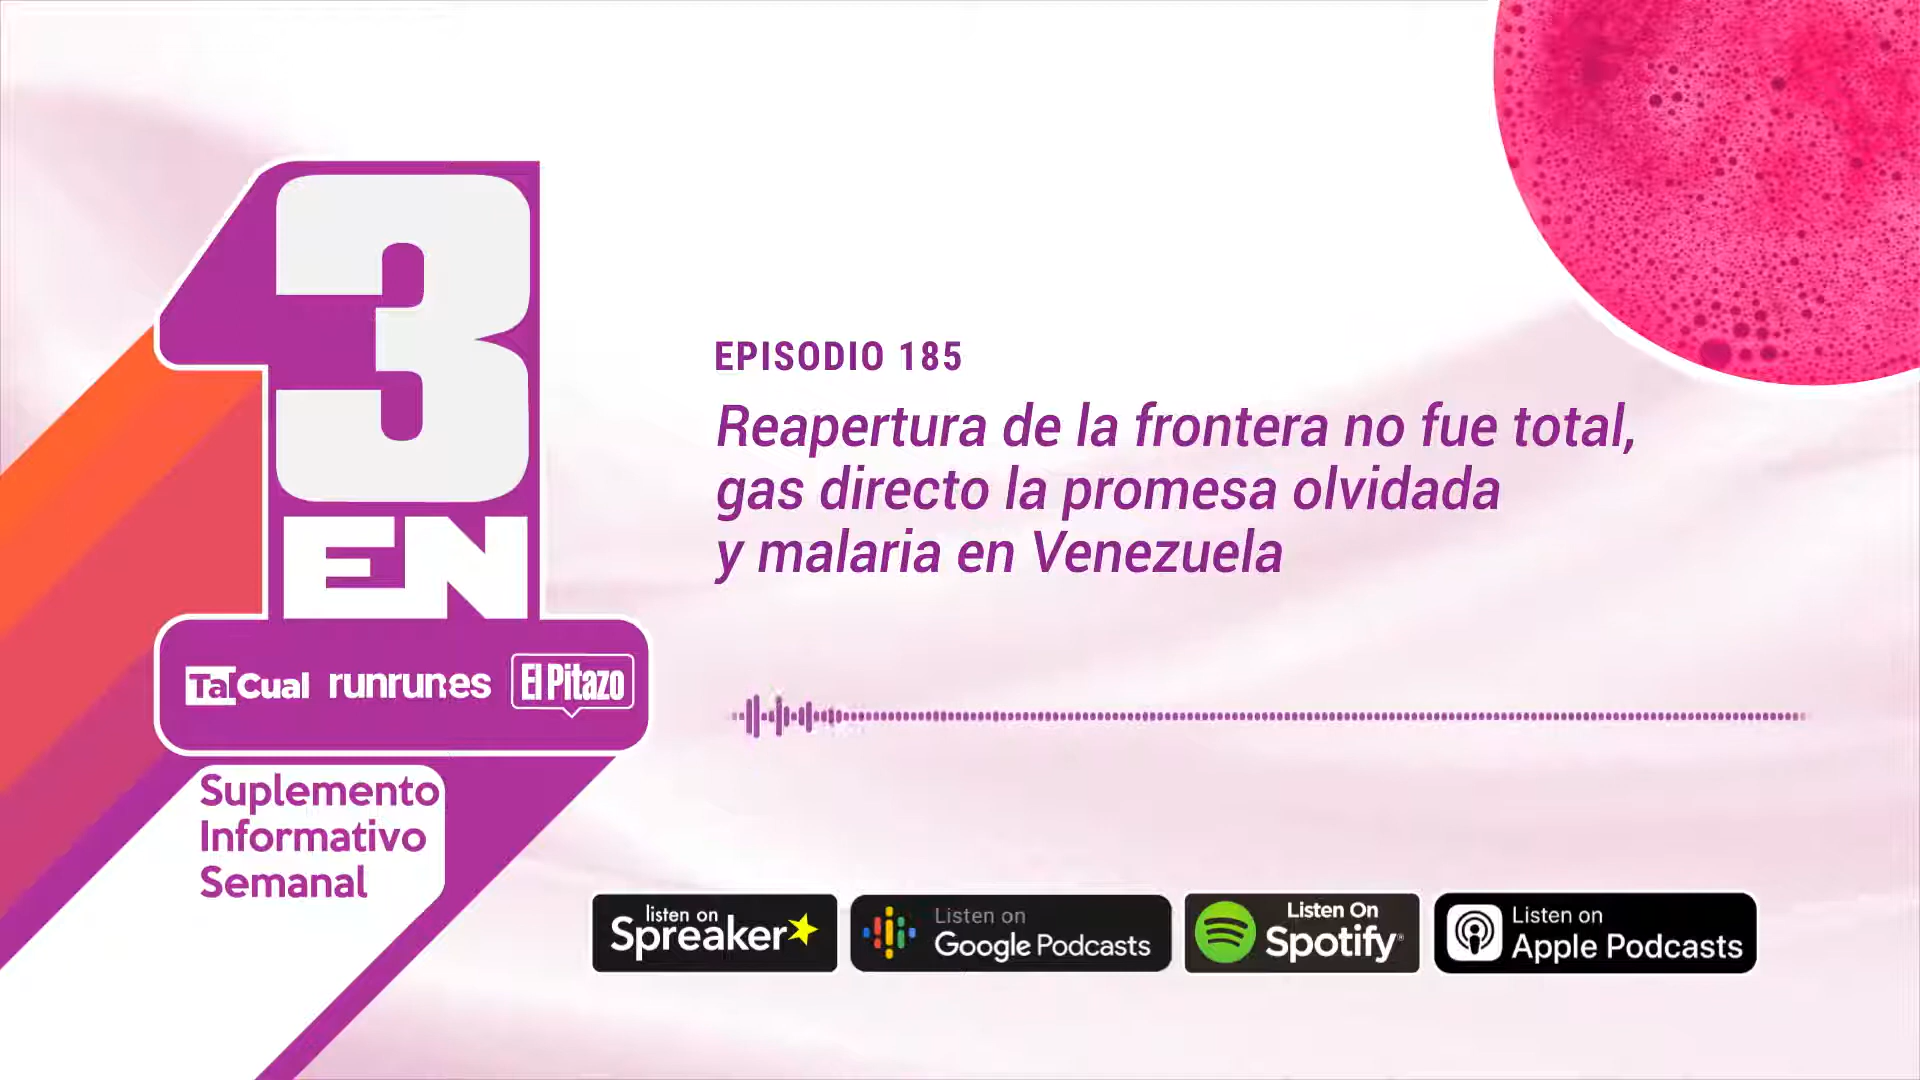 3
EN
TalCual runrun.es El Pitazo
Suplemento
Informativo
Semanal
EPISODIO 185
Reapertura de la frontera no fue total,
gas directo la promesa olvidada
y malaria en Venezuela
listen on
Spreaker
Listen on
Google Podcasts
Listen On
Spotify
Listen on
Apple Podcasts